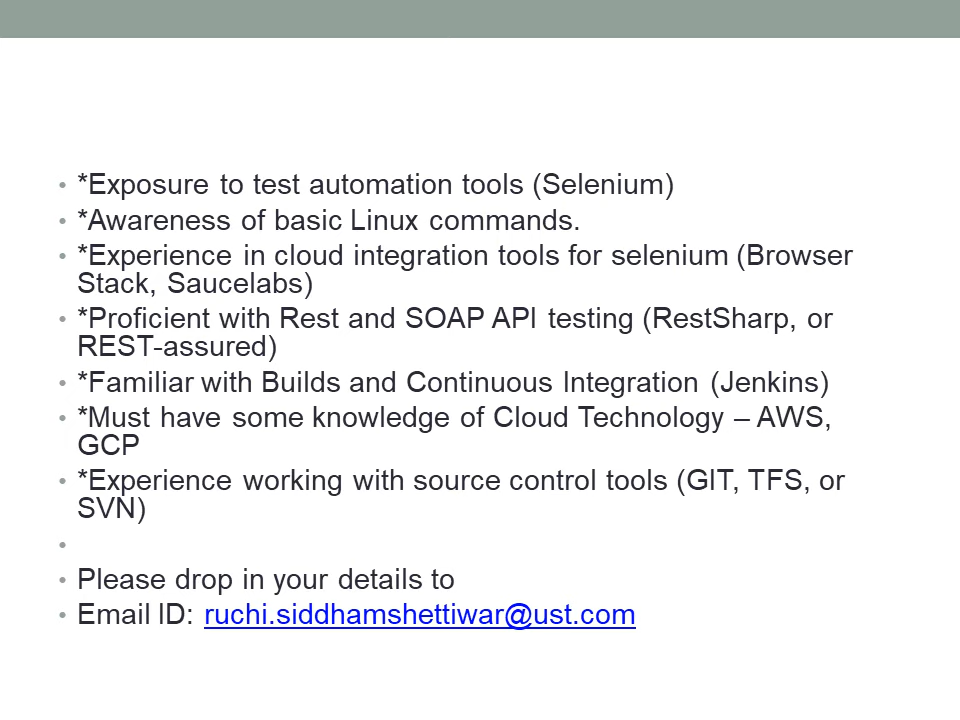 • *Exposure to test automation tools (Selenium)
• *Awareness of basic Linux commands.
• *Experience in cloud integration tools for selenium (Browser
Stack, Saucelabs)
• *Proficient with Rest and SOAP API testing (RestSharp, or
REST-assured)
• *Familiar with Builds and Continuous Integration (Jenkins)
• *Must have some knowledge of Cloud Technology – AWS,
GCP
• *Experience working with source control tools (GIT, TFS, or
SVN)
•
• Please drop in your details to
• Email ID: ruchi.siddhamshettiwar@ust.com